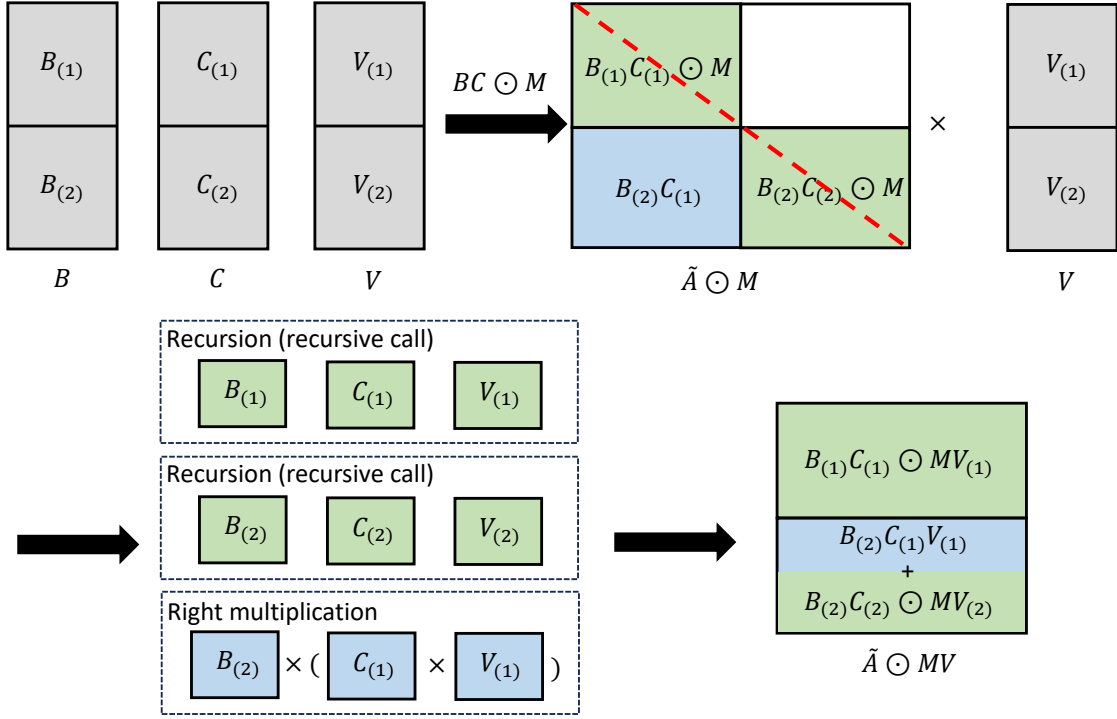 B(1) C(1) V(1) BC ⊙ M B(1)C(1) ⊙ M V(1)
×
B(2) C(2) V(2) B(2)C(1) B(2)C(2) ⊙ M V(2)
B C V Ã ⊙ M V
Recursion (recursive call)
B(1) C(1) V(1)
Recursion (recursive call)
B(2) C(2) V(2)
Right multiplication
B(2) × ( C(1) × V(1) )
B(1)C(1) ⊙ MV(1)
B(2)C(1)V(1)
+
B(2)C(2) ⊙ MV(2)
Ã ⊙ MV